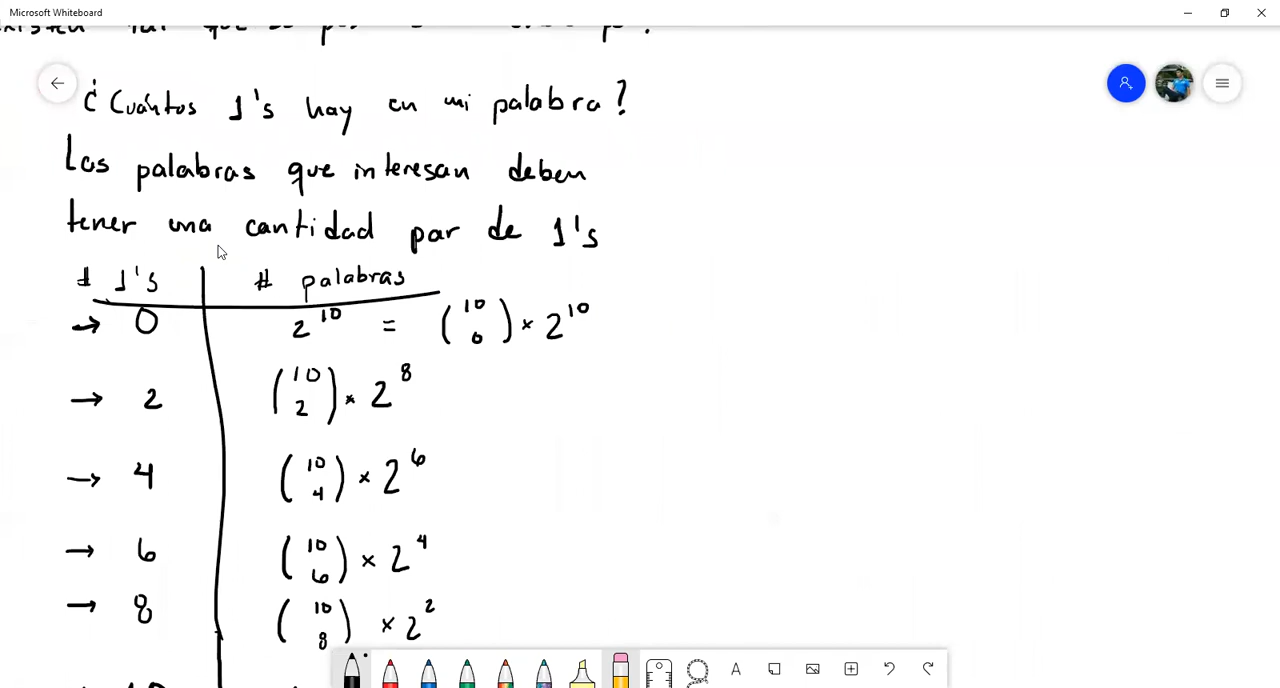 Microsoft Whiteboard
¿Cuántos 1's hay en mi palabra?
Las palabras que interesan deben
tener una cantidad par de 1's
# 1's # palabras
→ 0 2^10 = (10 0) × 2^10
→ 2 (10 2) × 2^8
→ 4 (10 4) × 2^6
→ 6 (10 6) × 2^4
→ 8 (10 8) × 2^2
A